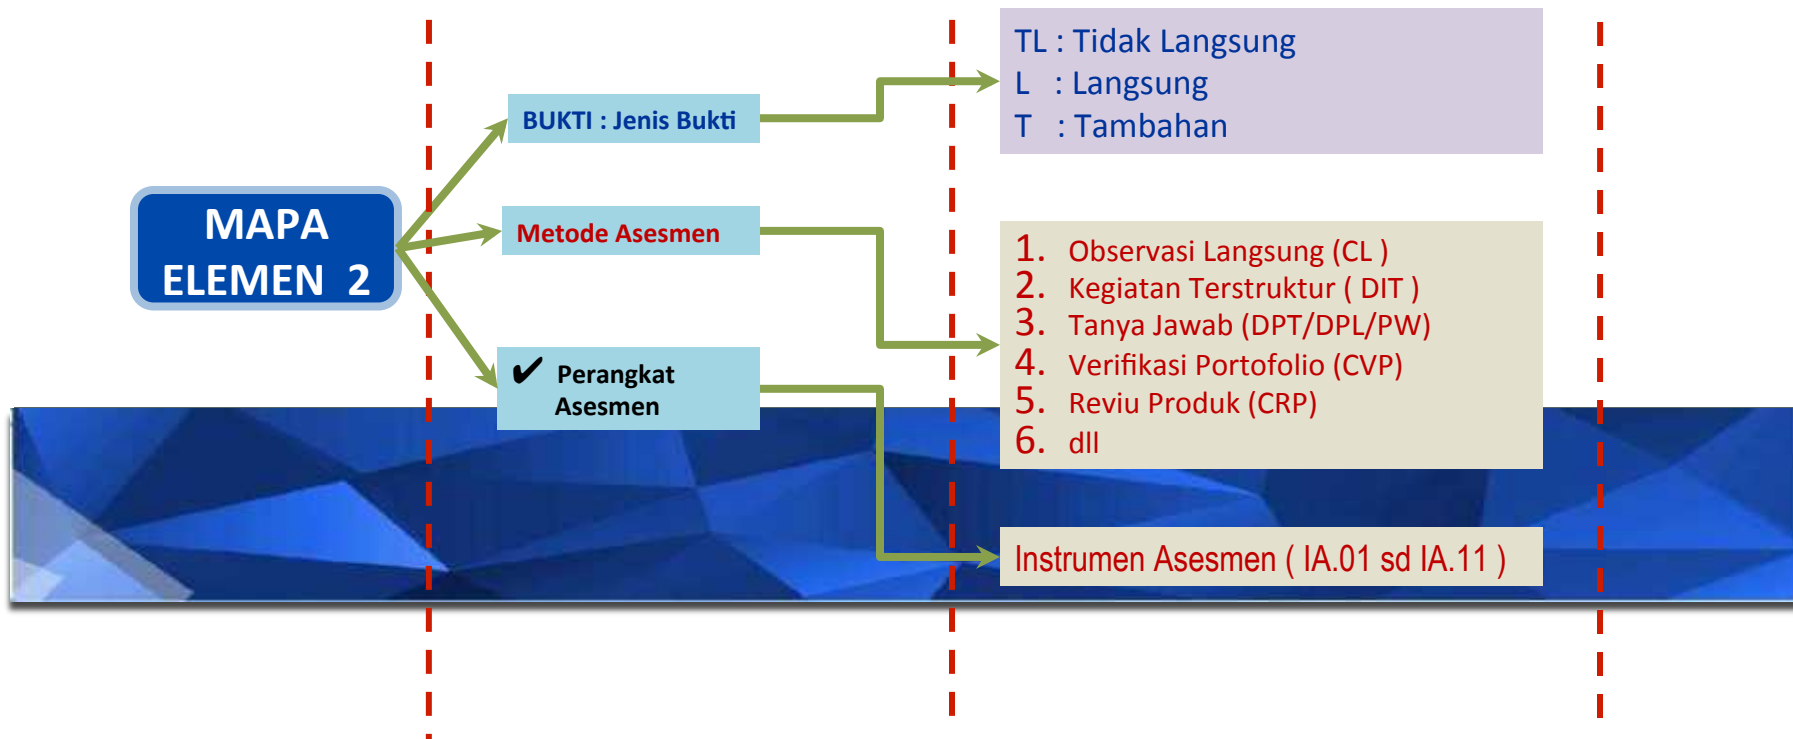 MAPA
ELEMEN 2
BUKTI : Jenis Bukti
Metode Asesmen
✔ Perangkat
Asesmen
TL : Tidak Langsung
L : Langsung
T : Tambahan
1. Observasi Langsung (CL )
2. Kegiatan Terstruktur ( DIT )
3. Tanya Jawab (DPT/DPL/PW)
4. Verifikasi Portofolio (CVP)
5. Reviu Produk (CRP)
6. dll
Instrumen Asesmen ( IA.01 sd IA.11 )